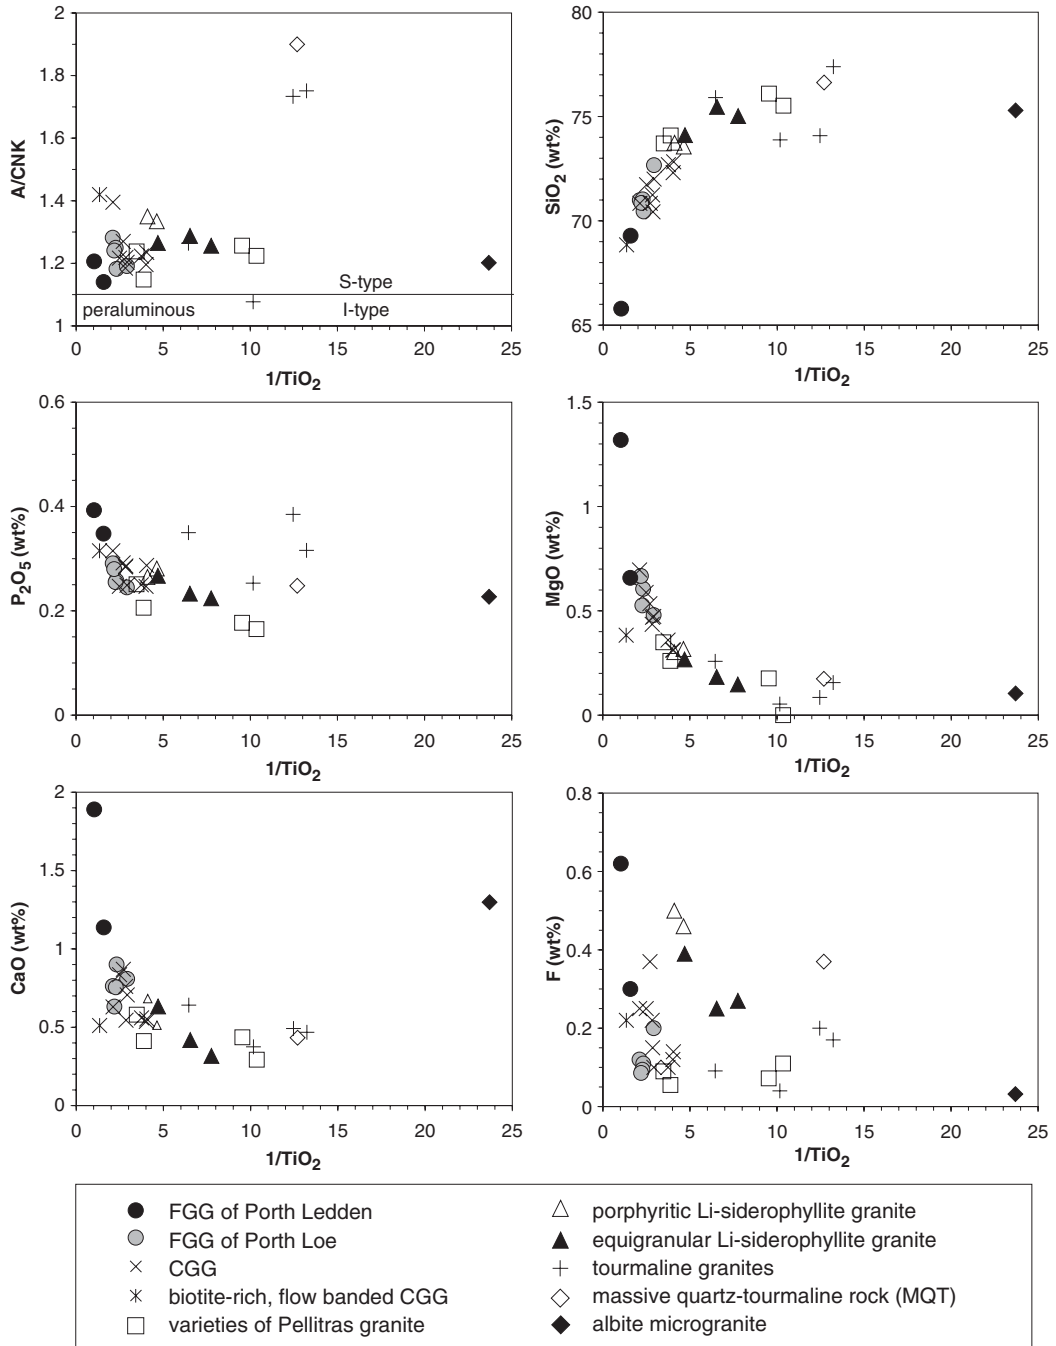 2
1.8
1.6
1.4
1.2
1
A/CNK
S-type
peraluminous
I-type
0 5 10 15 20 25
1/TiO2
80
75
70
65
SiO2 (wt%)
0 5 10 15 20 25
1/TiO2
0.6
0.4
0.2
0
P2O5 (wt%)
0 5 10 15 20 25
1/TiO2
1.5
1
0.5
0
MgO (wt%)
0 5 10 15 20 25
1/TiO2
2
1.5
1
0.5
0
CaO (wt%)
0 5 10 15 20 25
1/TiO2
0.8
0.6
0.4
0.2
0
F (wt%)
0 5 10 15 20 25
1/TiO2
FGG of Porth Ledden
FGG of Porth Loe
CGG
biotite-rich, flow banded CGG
varieties of Pellitras granite
porphyritic Li-siderophyllite granite
equigranular Li-siderophyllite granite
tourmaline granites
massive quartz-tourmaline rock (MQT)
albite microgranite